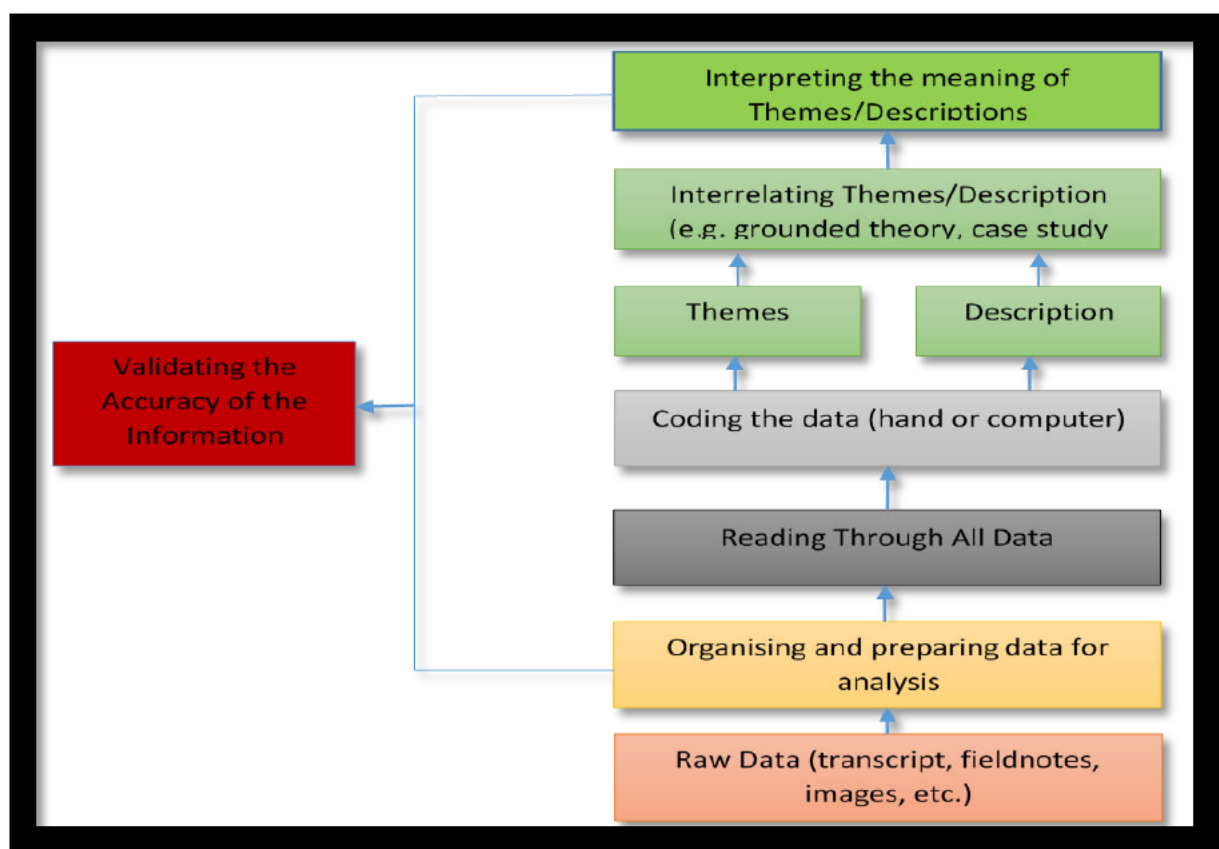 Interpreting the meaning of
Themes/Descriptions
Interrelating Themes/Description
(e.g. grounded theory, case study
Themes
Description
Validating the
Accuracy of the
Information
Coding the data (hand or computer)
Reading Through All Data
Organising and preparing data for
analysis
Raw Data (transcript, fieldnotes,
images, etc.)